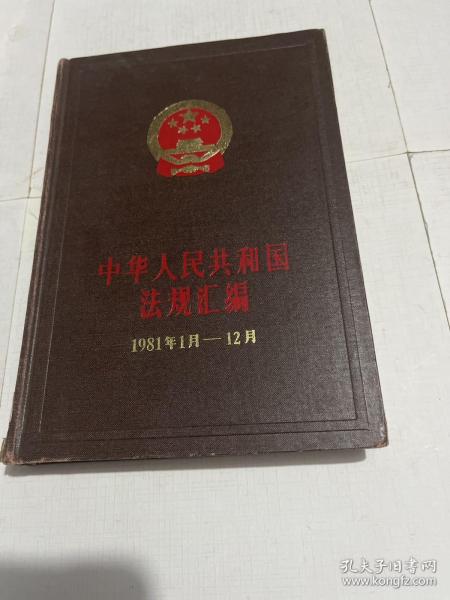 中华人民共和国
法规汇编
1981年1月—12月
孔夫子旧书网
www.kongfz.com